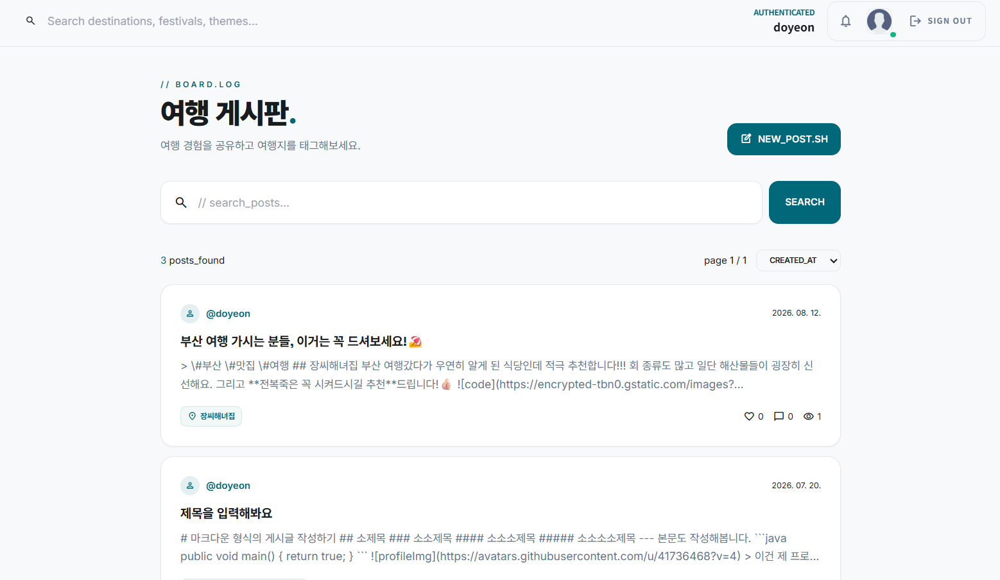 Search destinations, festivals, themes...
AUTHENTICATED
doyeon
SIGN OUT
// BOARD.LOG
여행 게시판.
여행 경험을 공유하고 여행지를 태그해보세요.
NEW_POST.SH
// search_posts...
SEARCH
3 posts_found
page 1 / 1
CREATED_AT
@doyeon
2026. 08. 12.
부산 여행 가시는 분들, 이거는 꼭 드셔보세요!🏖️
> \#부산 \#맛집 \#여행 ## 장씨해녀집 부산 여행갔다가 우연히 알게 된 식당인데 적극 추천합니다!!! 회 종류도 많고 일단 해산물들이 굉장히 신
선해요. 그리고 **전복죽은 꼭 시켜드시길 추천**드립니다!👍🏻 ![code](https://encrypted-tbn0.gstatic.com/images?...
장씨해녀집
0
0
1
@doyeon
2026. 07. 20.
제목을 입력해봐요
# 마크다운 형식의 게시글 작성하기 ## 소제목 ### 소소제목 #### 소소소제목 ##### 소소소소제목 --- 본문도 작성해봅니다. ```java
public void main() { return true; } ``` ![profileImg](https://avatars.githubusercontent.com/u/41736468?v=4) > 이건 제 프로...